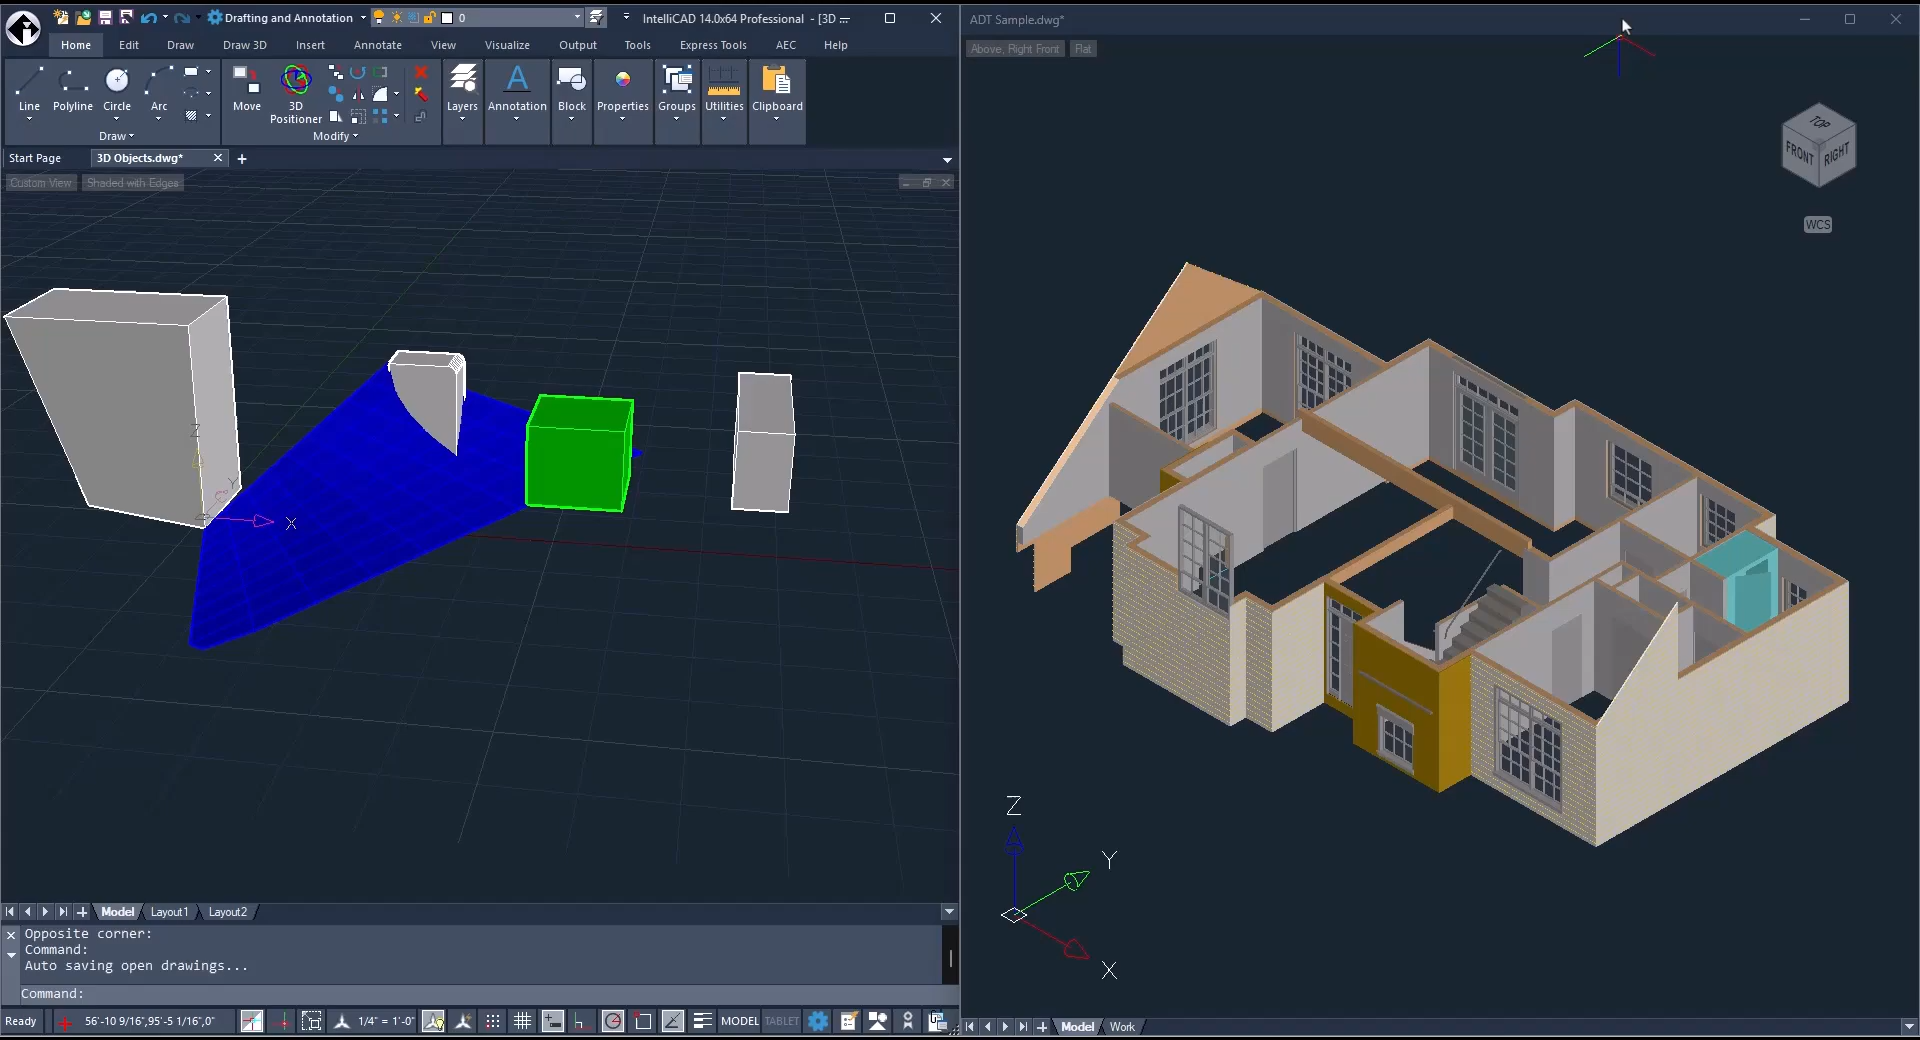 Drafting and Annotation
0
IntelliCAD 14.0x64 Professional - [3D
Home Edit Draw Draw 3D Insert Annotate View Visualize Output Tools Express Tools AEC Help
Line Polyline Circle Arc
Move 3D Positioner
Layers Annotation Block Properties Groups Utilities Clipboard
Draw Modify
Start Page 3D Objects.dwg*
Custom View Shaded with Edges
Z
Y
X
Model Layout1 Layout2
Opposite corner:
Command:
Auto saving open drawings...
Command:
Ready 56'-10 9/16",95'-5 1/16",0" 1/4" = 1'-0" MODEL TABLET
ADT Sample.dwg*
Above, Right Front Flat
TOP
FRONT RIGHT
WCS
Z
Y
X
Model Work